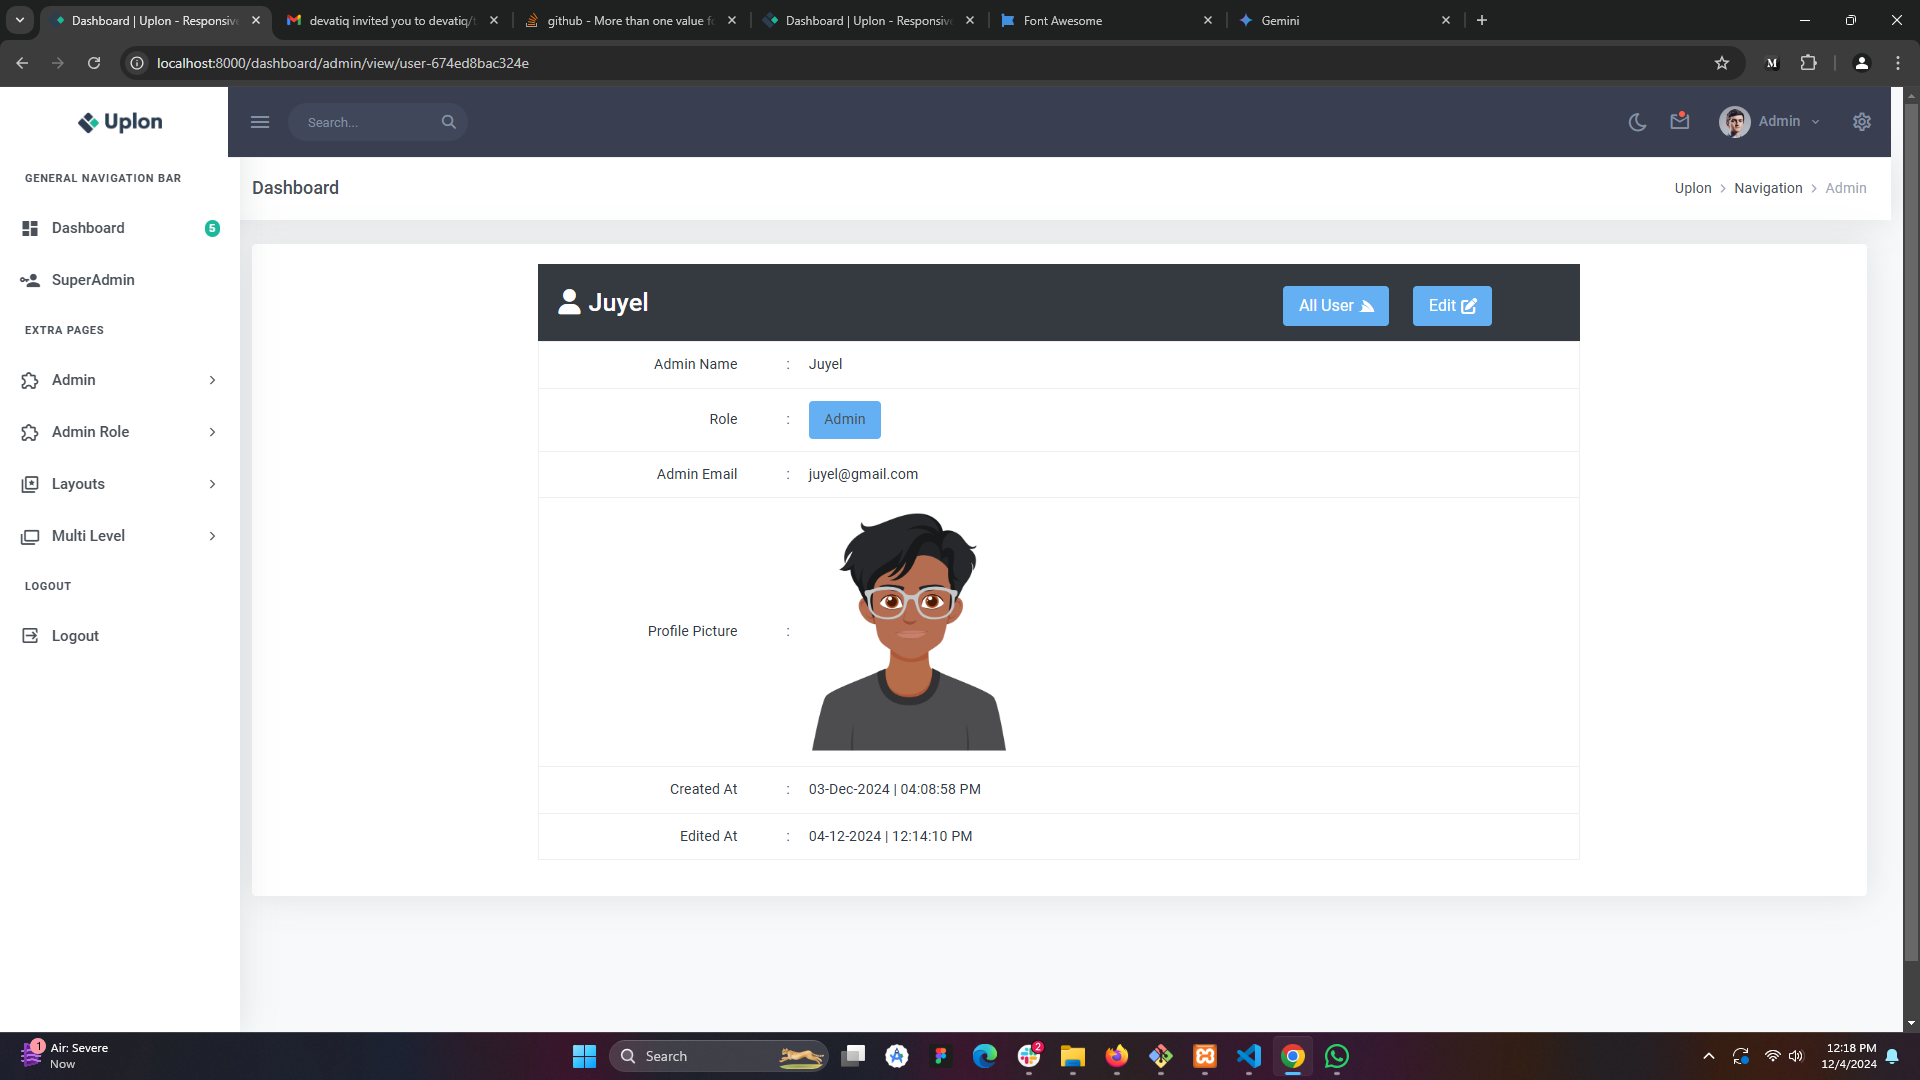 Dashboard | Uplon - Responsive
devatiq invited you to devatiq/t
github - More than one value f
Dashboard | Uplon - Responsive
Font Awesome
Gemini
localhost:8000/dashboard/admin/view/user-674ed8bac324e
M
Uplon
Search...
Admin
GENERAL NAVIGATION BAR
Dashboard
Uplon > Navigation > Admin
Dashboard 5
SuperAdmin
EXTRA PAGES
Admin
Admin Role
Layouts
Multi Level
LOGOUT
Logout
Juyel
All User
Edit
Admin Name : Juyel
Role : Admin
Admin Email : juyel@gmail.com
Profile Picture :
Created At : 03-Dec-2024 | 04:08:58 PM
Edited At : 04-12-2024 | 12:14:10 PM
1
Air: Severe
Now
Search
2
12:18 PM
12/4/2024